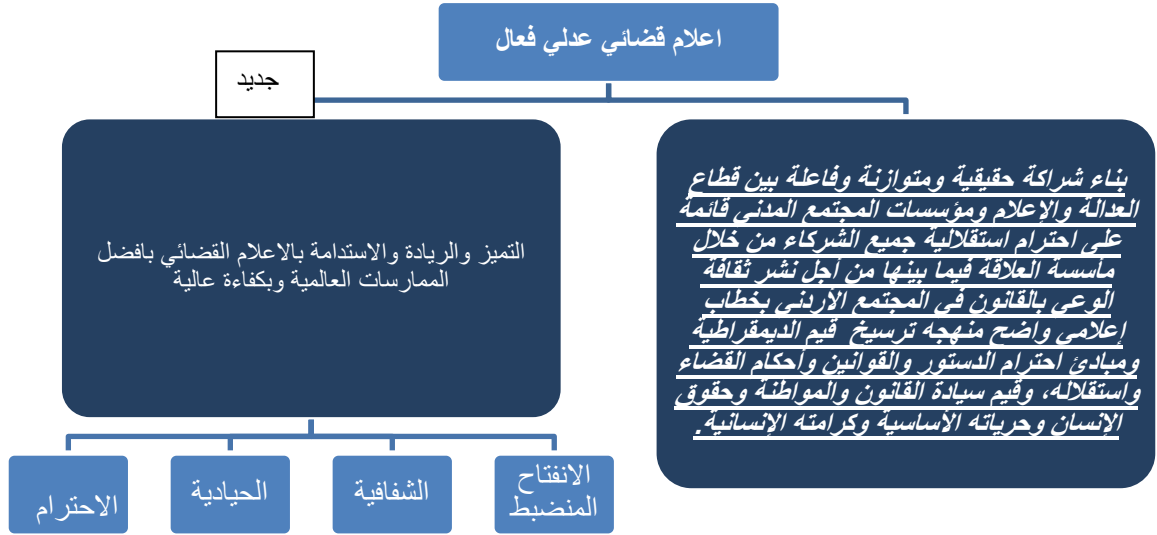 اعلام قضائي عدلي فعال
جديد
بناء شراكة حقيقية ومتوازنة وفاعلة بين قطاع
العدالة والإعلام ومؤسسات المجتمع المدني قائمة
على احترام استقلالية جميع الشركاء من خلال
مأسسة العلاقة فيما بينها من أجل نشر ثقافة
الوعي بالقانون في المجتمع الأردني بخطاب
إعلامي واضح منهجه ترسيخ قيم الديمقراطية
ومبادئ احترام الدستور والقوانين وأحكام القضاء
واستقلاله، وقيم سيادة القانون والمواطنة وحقوق
الإنسان وحرياته الأساسية وكرامته الإنسانية.
التميز والريادة والاستدامة بالاعلام القضائي بافضل
الممارسات العالمية وبكفاءة عالية
الانفتاح
المنضبط
الشفافية
الحيادية
الاحترام